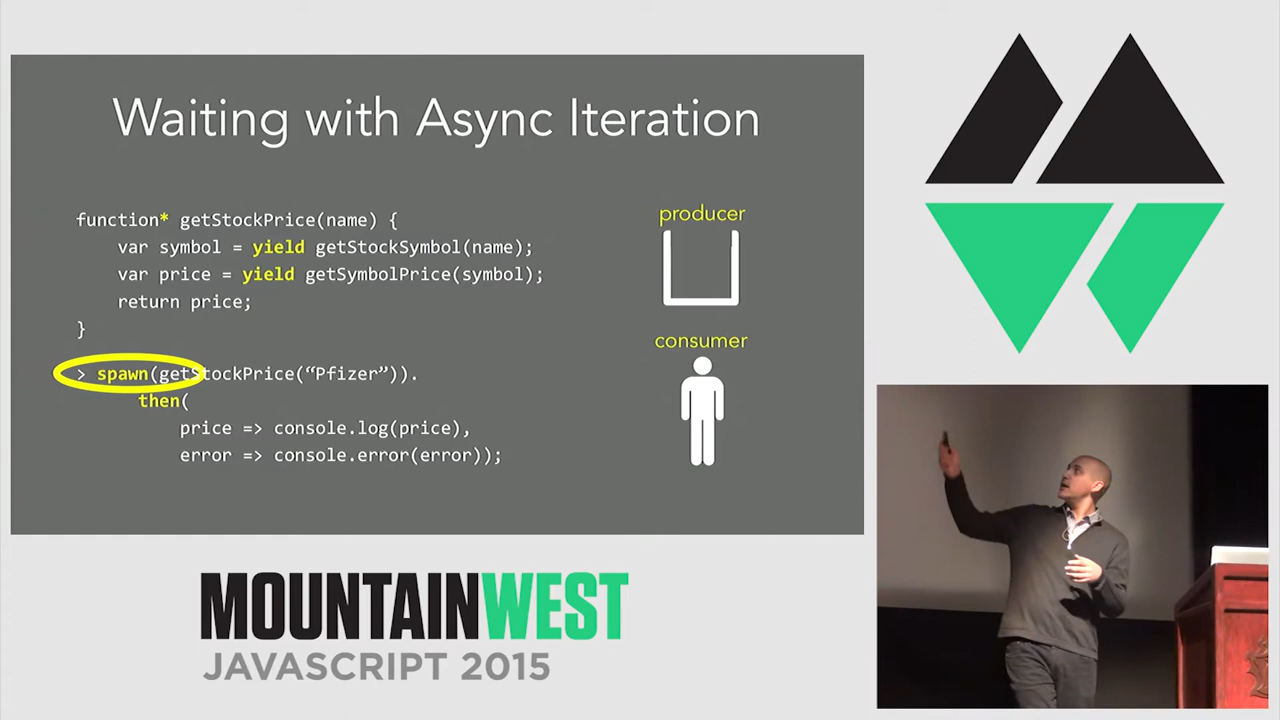 Waiting with Async Iteration
function* getStockPrice(name) {
var symbol = yield getStockSymbol(name);
var price = yield getSymbolPrice(symbol);
return price;
}
> spawn(getStockPrice(“Pfizer”)).
then(
price => console.log(price),
error => console.error(error));
producer
consumer
MOUNTAINWEST
JAVASCRIPT 2015